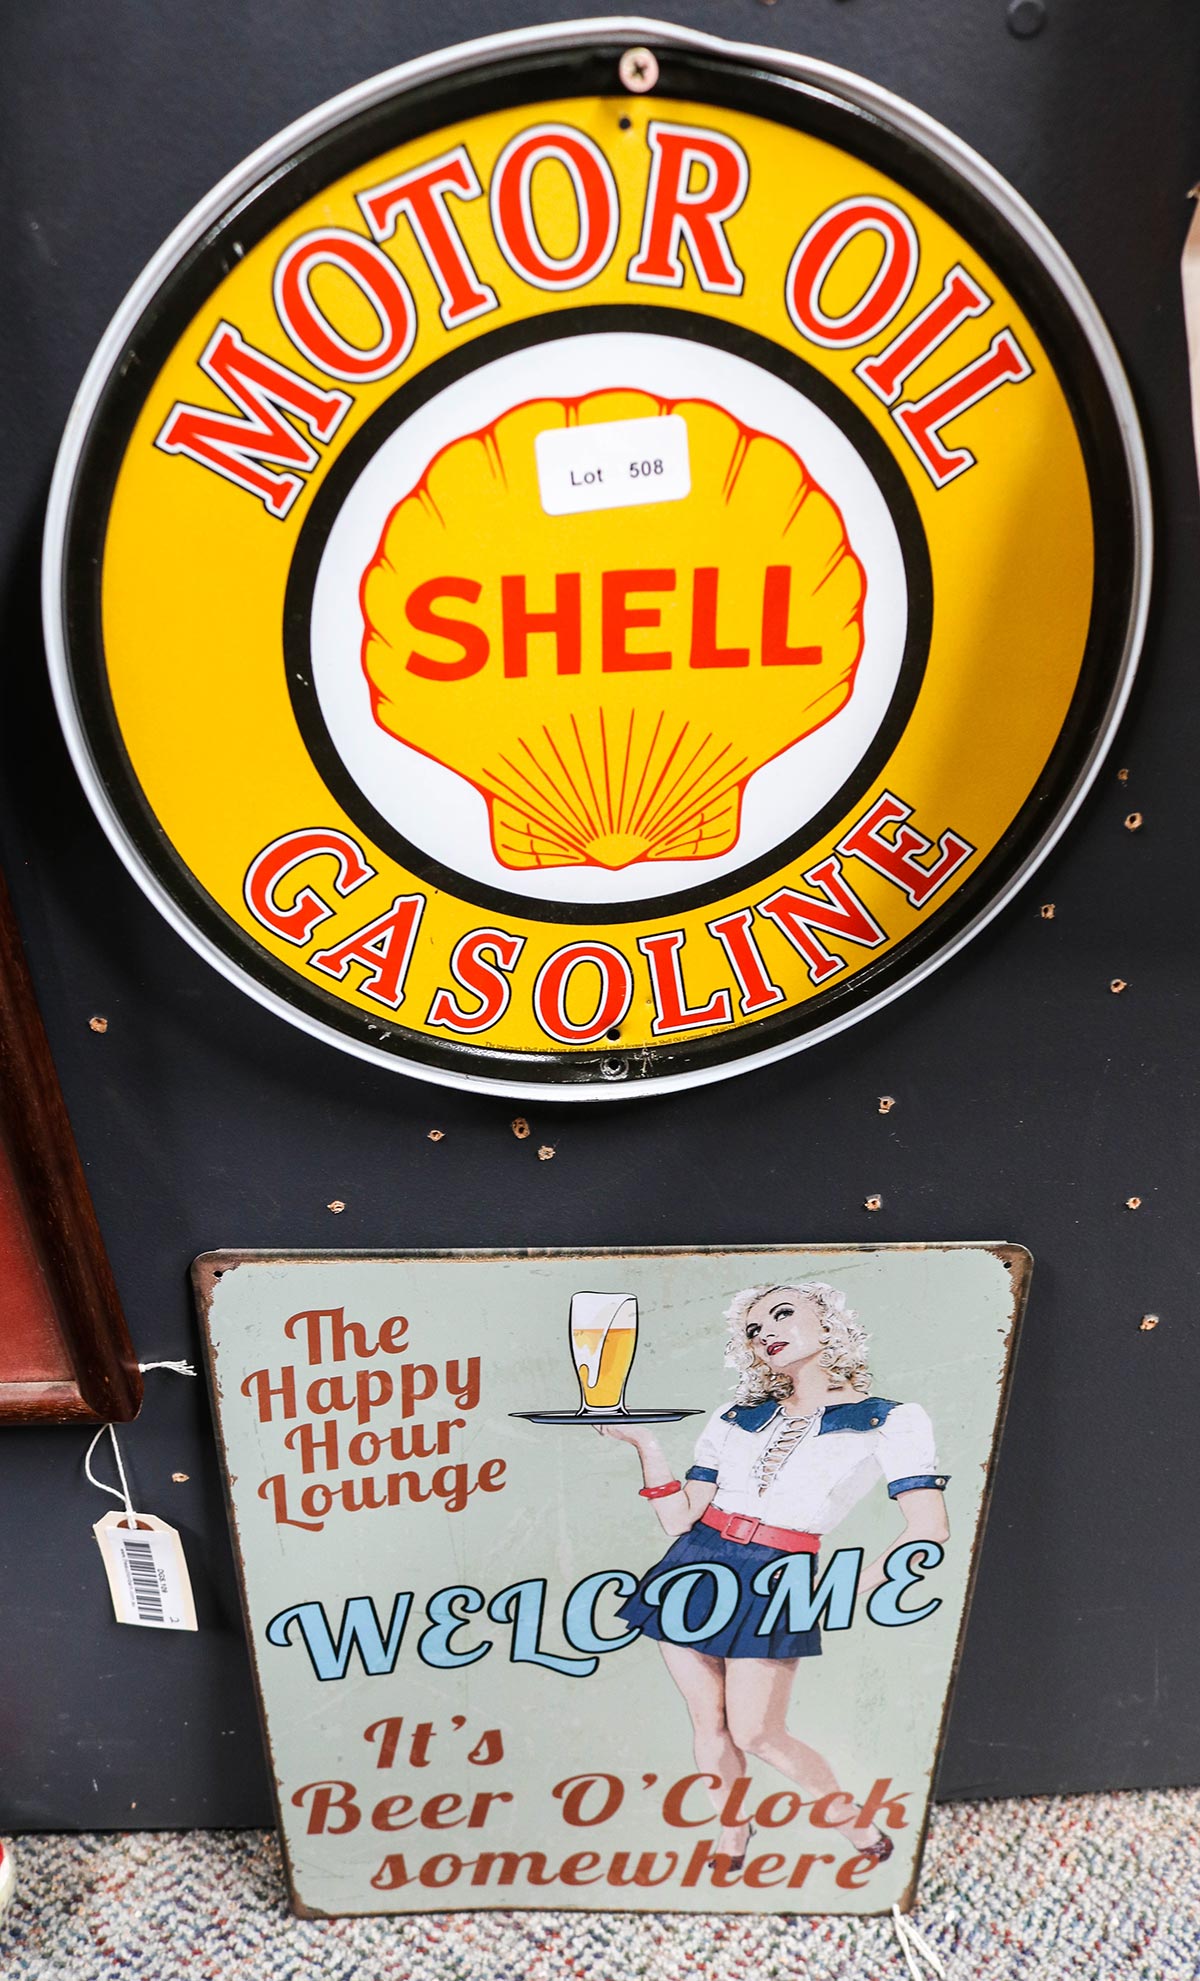 MOTOR OIL
Lot 508
SHELL
GASOLINE
The
Happy
Hour
Lounge
WELCOME
It's
Beer O'Clock
somewhere